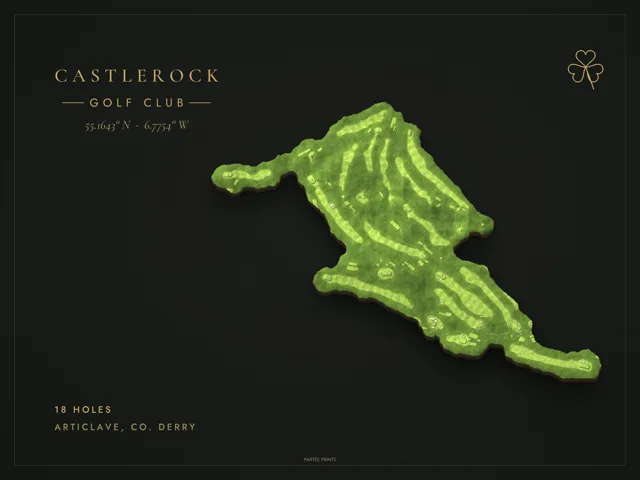 CASTLEROCK
GOLF CLUB
55.1643° N · 6.7754° W
18 HOLES
ARTICLAVE, CO. DERRY
PARTEE PRINTS